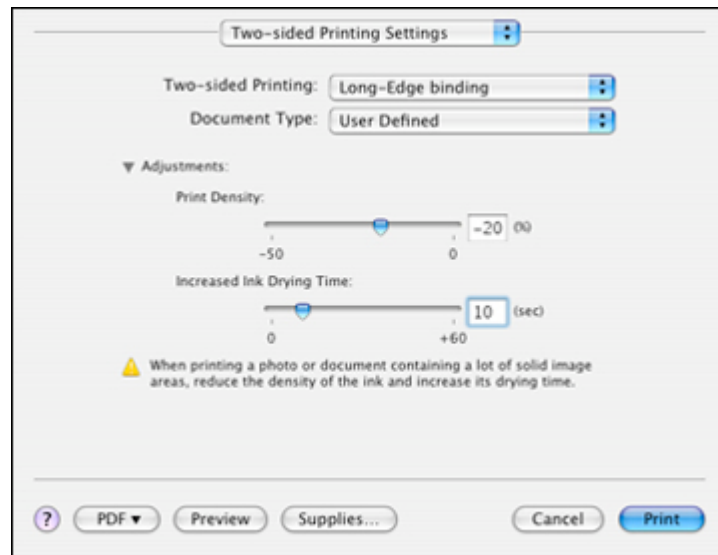 Two-sided Printing Settings
Two-sided Printing: Long-Edge binding
Document Type: User Defined
▼ Adjustments:
Print Density:
-20 (%)
-50 0
Increased Ink Drying Time:
10 (sec)
0 +60
When printing a photo or document containing a lot of solid image
areas, reduce the density of the ink and increase its drying time.
? PDF ▼ Preview Supplies... Cancel Print